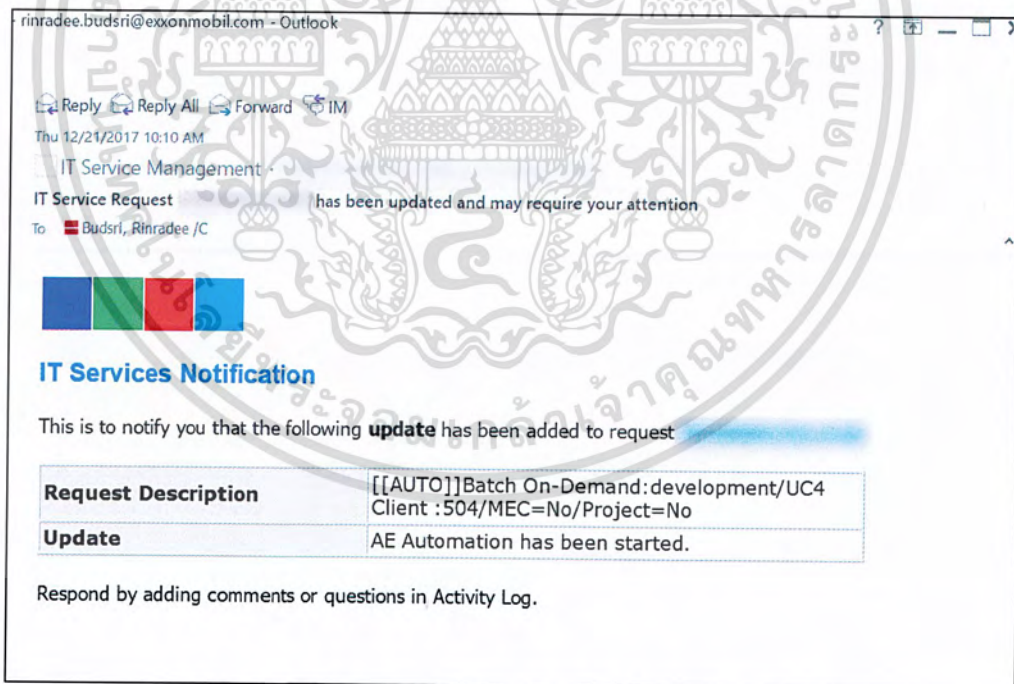 rinradee.budsri@exxonmobil.com - Outlook
Reply Reply All Forward IM
Thu 12/21/2017 10:10 AM
IT Service Management
IT Service Request has been updated and may require your attention
To Budsri, Rinradee /C
IT Services Notification
This is to notify you that the following update has been added to request
Request Description [[AUTO]]Batch On-Demand:development/UC4
Client :504/MEC=No/Project=No
Update AE Automation has been started.
Respond by adding comments or questions in Activity Log.